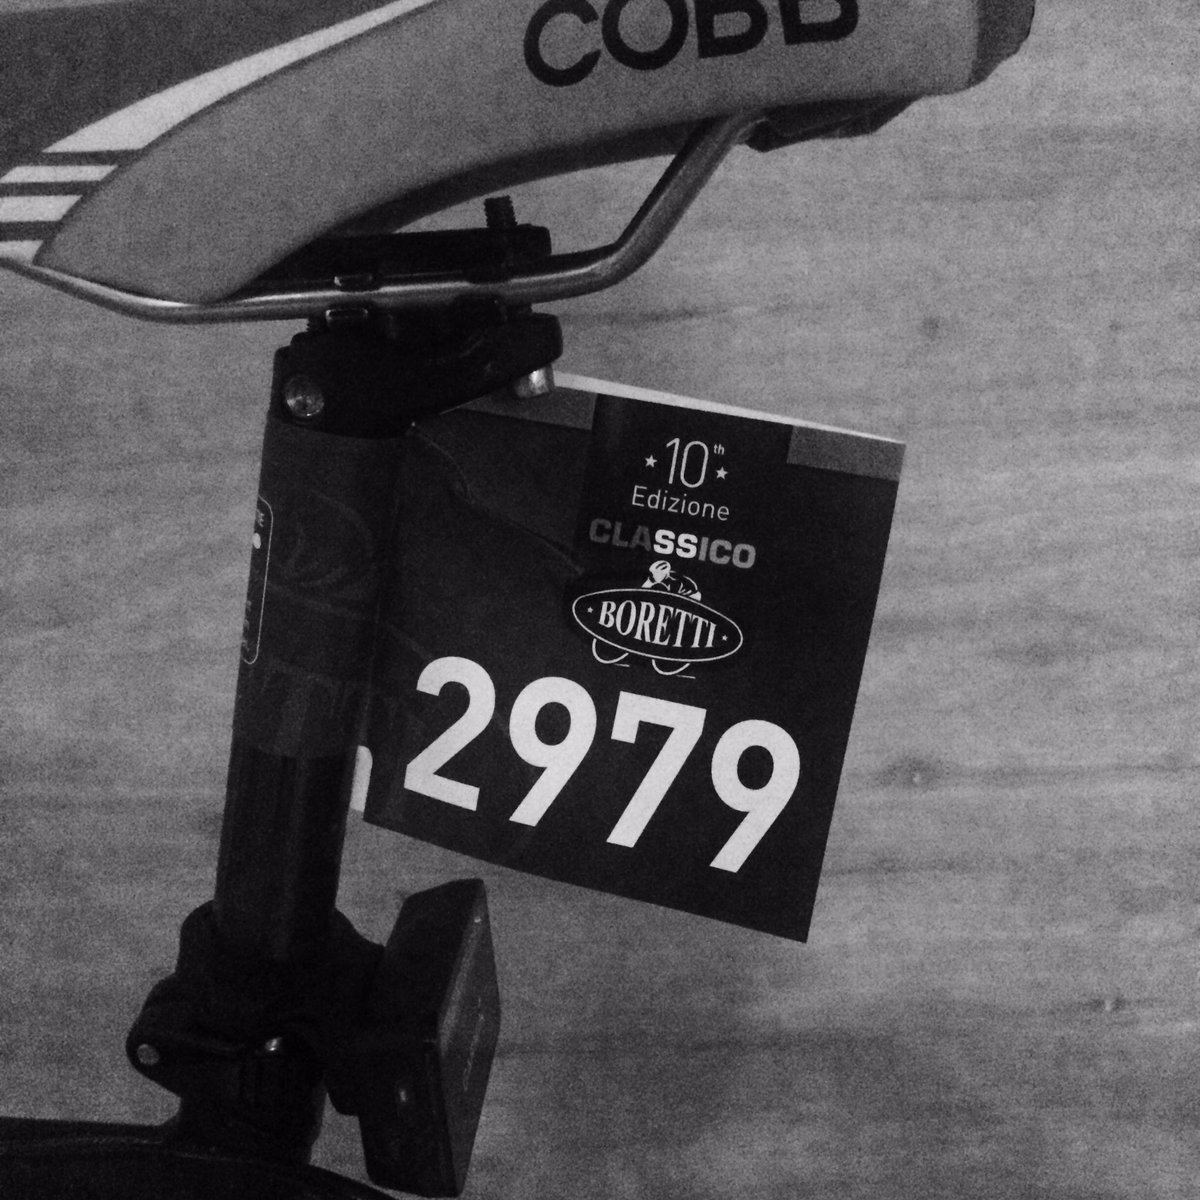 COBB
10th
Edizione
CLASSICO
BORETTI
2979